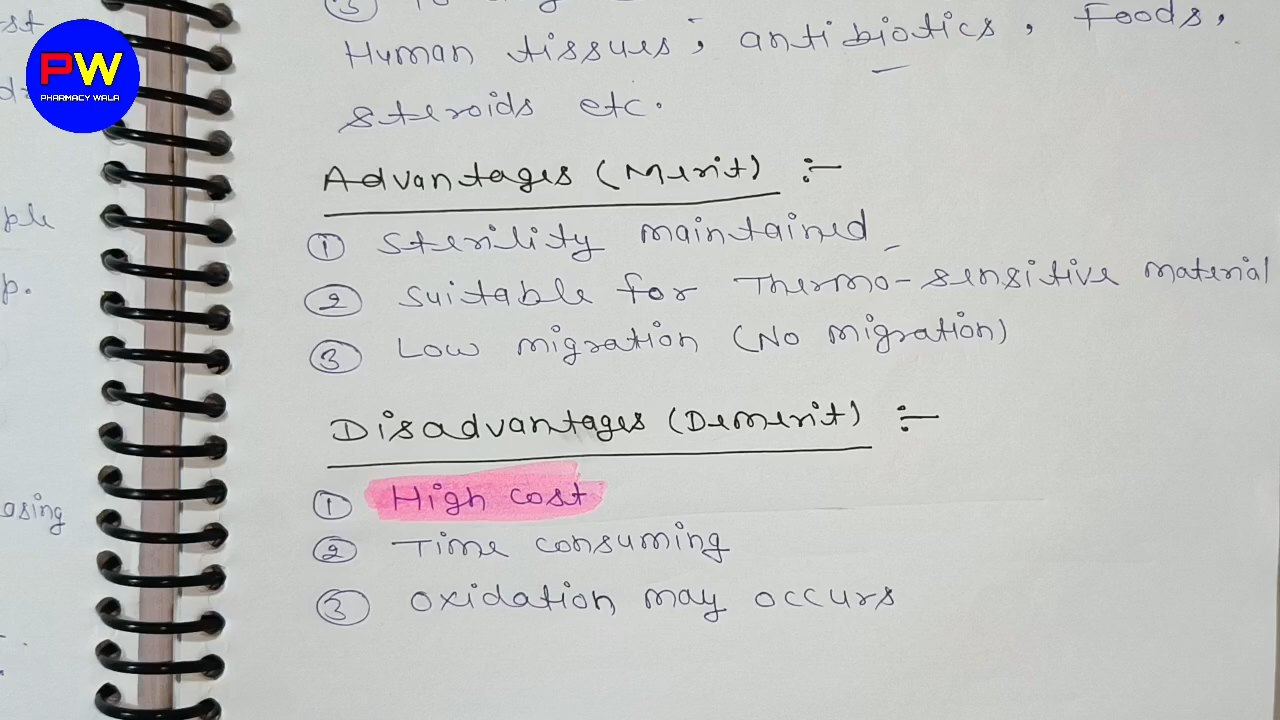 PW
PHARMACY WALA
Human tissues, antibiotics, Foods,
steroids etc.
Advantages (Merit) :-
① Sterility maintained
② Suitable for Thermo-sensitive material
③ Low migration (No migration)
Disadvantages (Demerit) :-
① High cost
② Time consuming
③ Oxidation may occurs